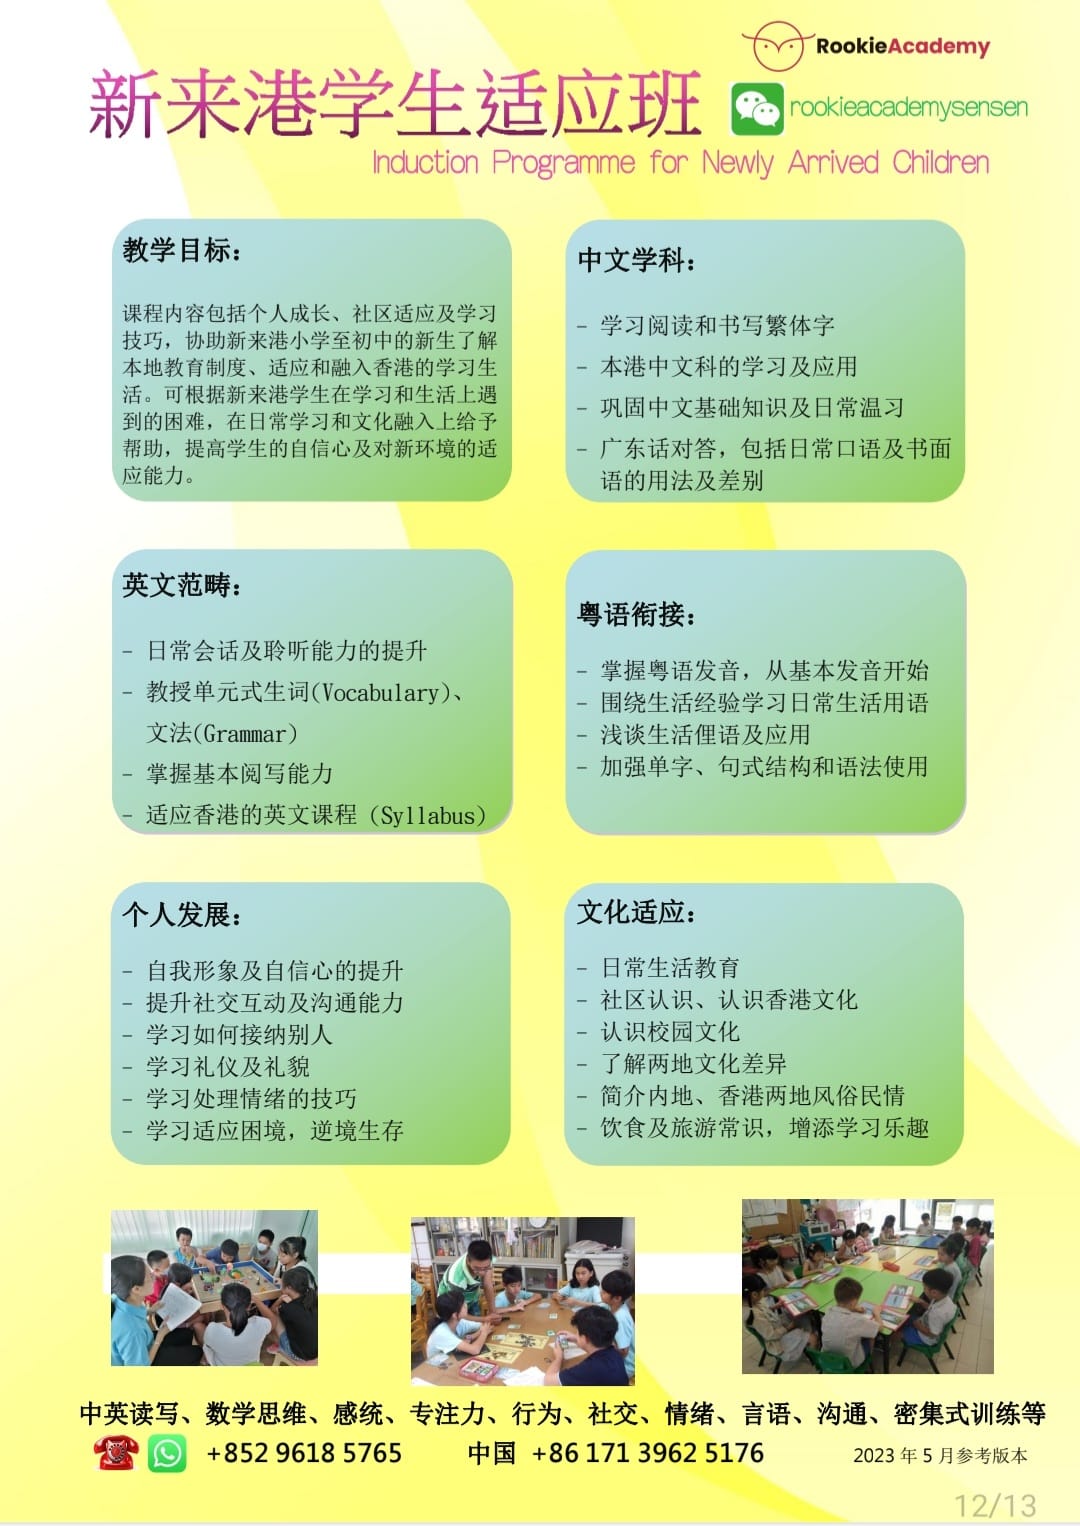 RookieAcademy
新来港学生适应班
rookieacademysensen
Induction Programme for Newly Arrived Children
教学目标：
课程内容包括个人成长、社区适应及学习
技巧，协助新来港小学至初中的新生了解
本地教育制度、适应和融入香港的学习生
活。可根据新来港学生在学习和生活上遇
到的困难，在日常学习和文化融入上给予
帮助，提高学生的自信心及对新环境的适
应能力。
中文学科：
- 学习阅读和书写繁体字
- 本港中文科的学习及应用
- 巩固中文基础知识及日常温习
- 广东话对答，包括日常口语及书面
语的用法及差别
英文范畴：
- 日常会话及聆听能力的提升
- 教授单元式生词(Vocabulary)、
文法(Grammar)
- 掌握基本阅写能力
- 适应香港的英文课程（Syllabus）
粤语衔接：
- 掌握粤语发音，从基本发音开始
- 围绕生活经验学习日常生活用语
- 浅谈生活俚语及应用
- 加强单字、句式结构和语法使用
个人发展：
- 自我形象及自信心的提升
- 提升社交互动及沟通能力
- 学习如何接纳别人
- 学习礼仪及礼貌
- 学习处理情绪的技巧
- 学习适应困境，逆境生存
文化适应：
- 日常生活教育
- 社区认识、认识香港文化
- 认识校园文化
- 了解两地文化差异
- 简介内地、香港两地风俗民情
- 饮食及旅游常识，增添学习乐趣
中英读写、数学思维、感统、专注力、行为、社交、情绪、言语、沟通、密集式训练等
+852 9618 5765 中国 +86 171 3962 5176 2023 年 5 月参考版本
12/13